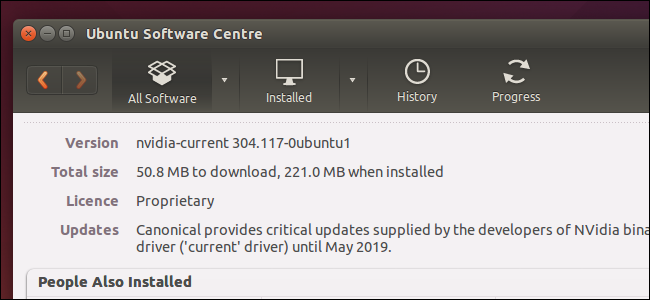 Ubuntu Software Centre
All Software
Installed
History
Progress
Version nvidia-current 304.117-0ubuntu1
Total size 50.8 MB to download, 221.0 MB when installed
Licence Proprietary
Updates Canonical provides critical updates supplied by the developers of NVidia
driver ('current' driver) until May 2019.
People Also Installed